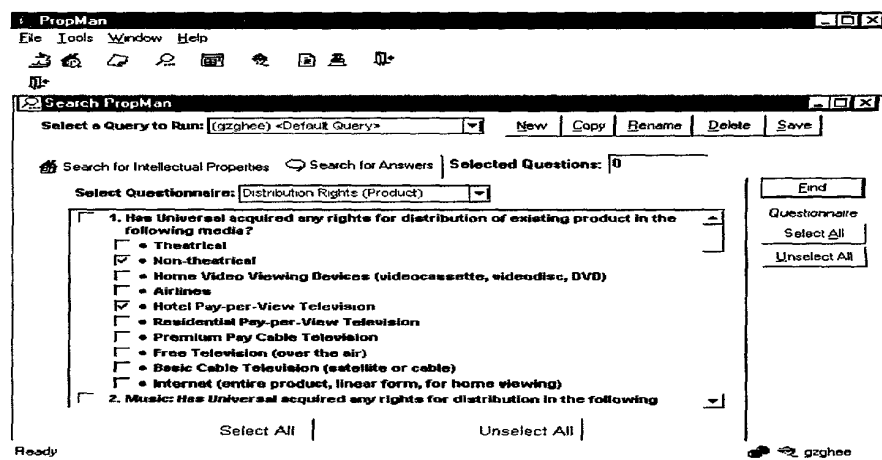 PropMan
File Tools Window Help
Search PropMan
Select a Query to Run: (gzghee) <Default Query> New Copy Rename Delete Save
Search for Intellectual Properties Search for Answers Selected Questions: 0
Select Questionnaire: Distribution Rights (Product)
Find
Questionnaire
Select All
Unselect All
1. Has Universal acquired any rights for distribution of existing product in the
following media?
• Theatrical
• Non-theatrical
• Home Video Viewing Devices (videocassette, videodisc, DVD)
• Airlines
• Hotel Pay-per-View Television
• Residential Pay-per-View Television
• Premium Pay Cable Television
• Free Television (over the air)
• Basic Cable Television (satellite or cable)
• Internet (entire product, linear form, for home viewing)
2. Music: Has Universal acquired any rights for distribution in the following
Select All Unselect All
Ready gzghee